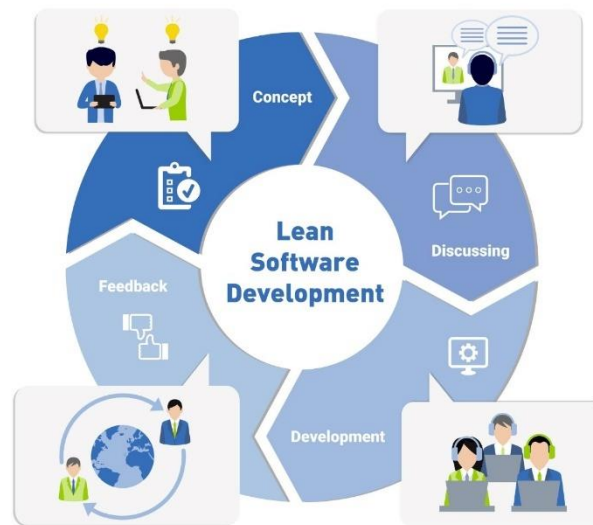 Concept
Discussing
Lean
Software
Development
Feedback
Development